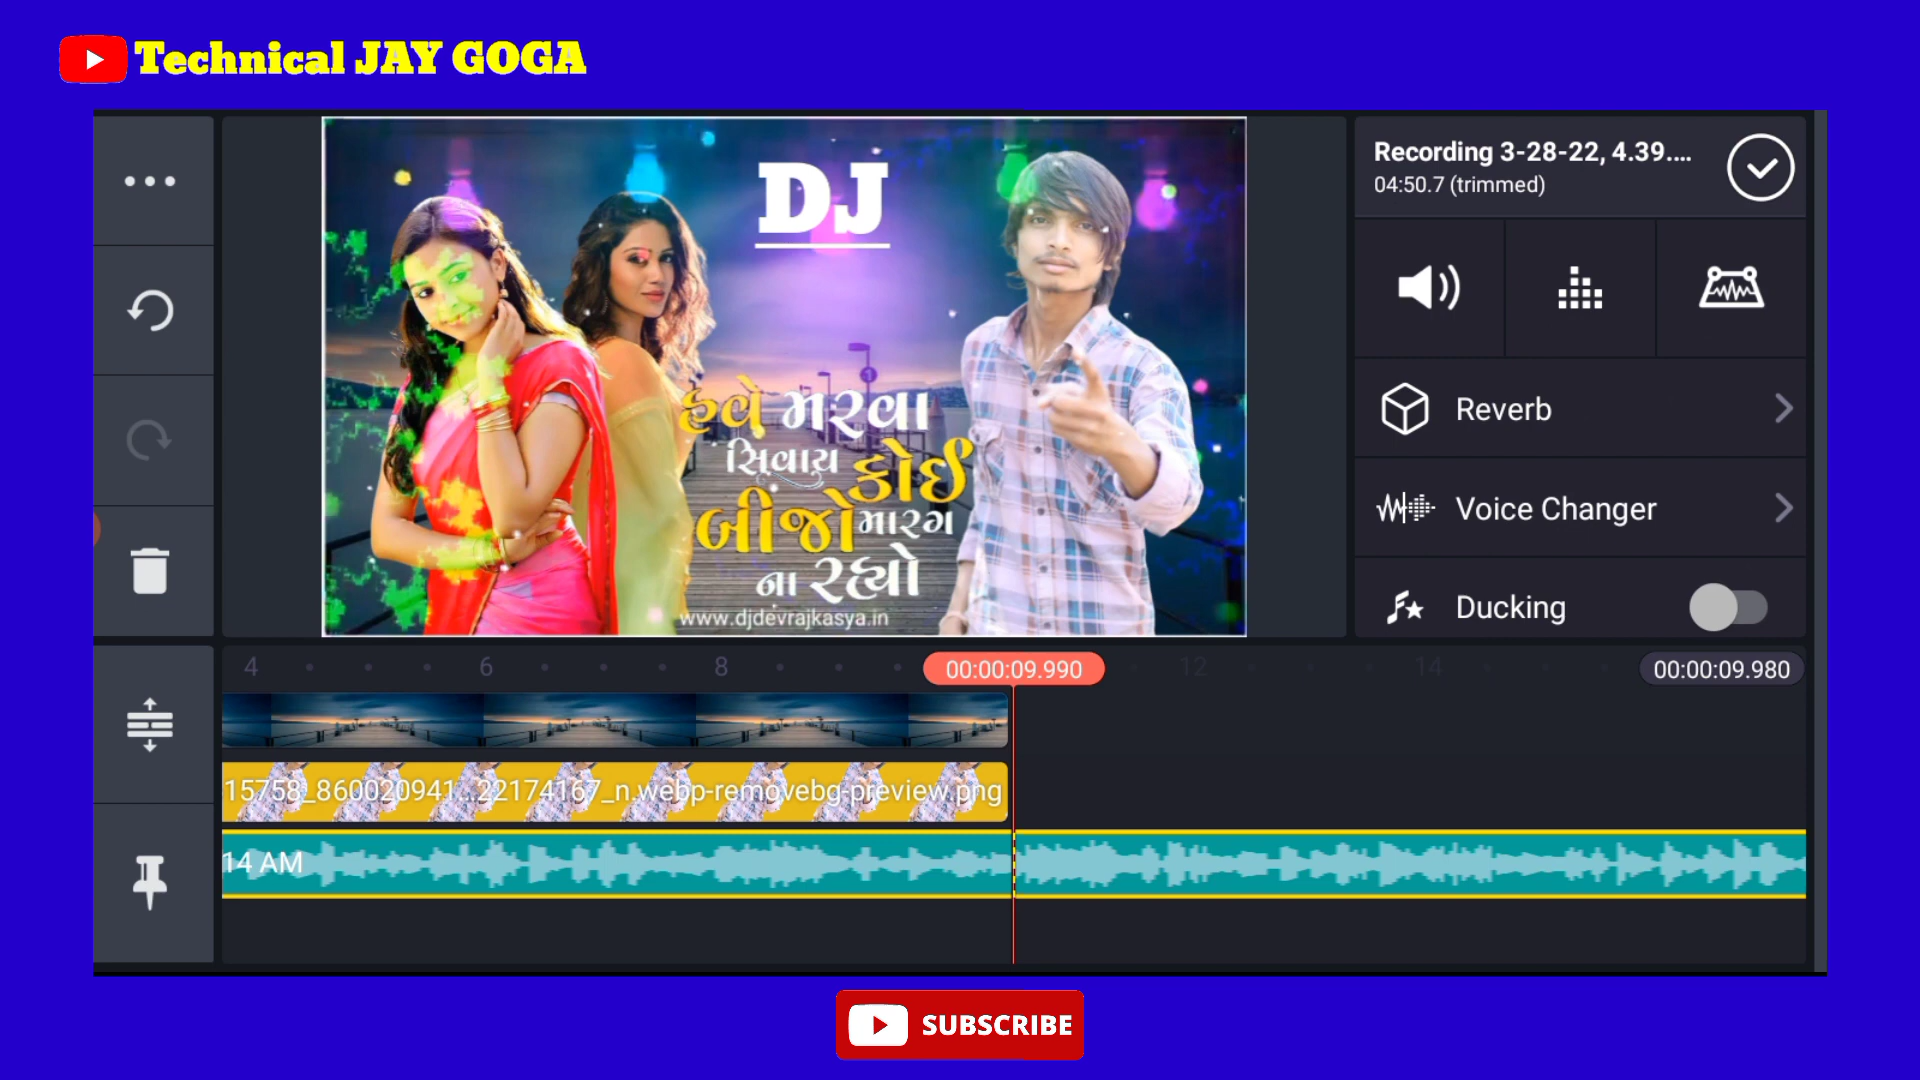 Technical JAY GOGA
DJ
હવે મરવા
સિવાય કોઈ
બીજો મારગ
ના રહ્યો
www.djdevrajkasya.in
Recording 3-28-22, 4.39....
04:50.7 (trimmed)
Reverb
Voice Changer
Ducking
4 6 8 00:00:09.990 12 14 00:00:09.980
15758_860020941...22174167_n.webp-removebg-preview.png
14 AM
SUBSCRIBE